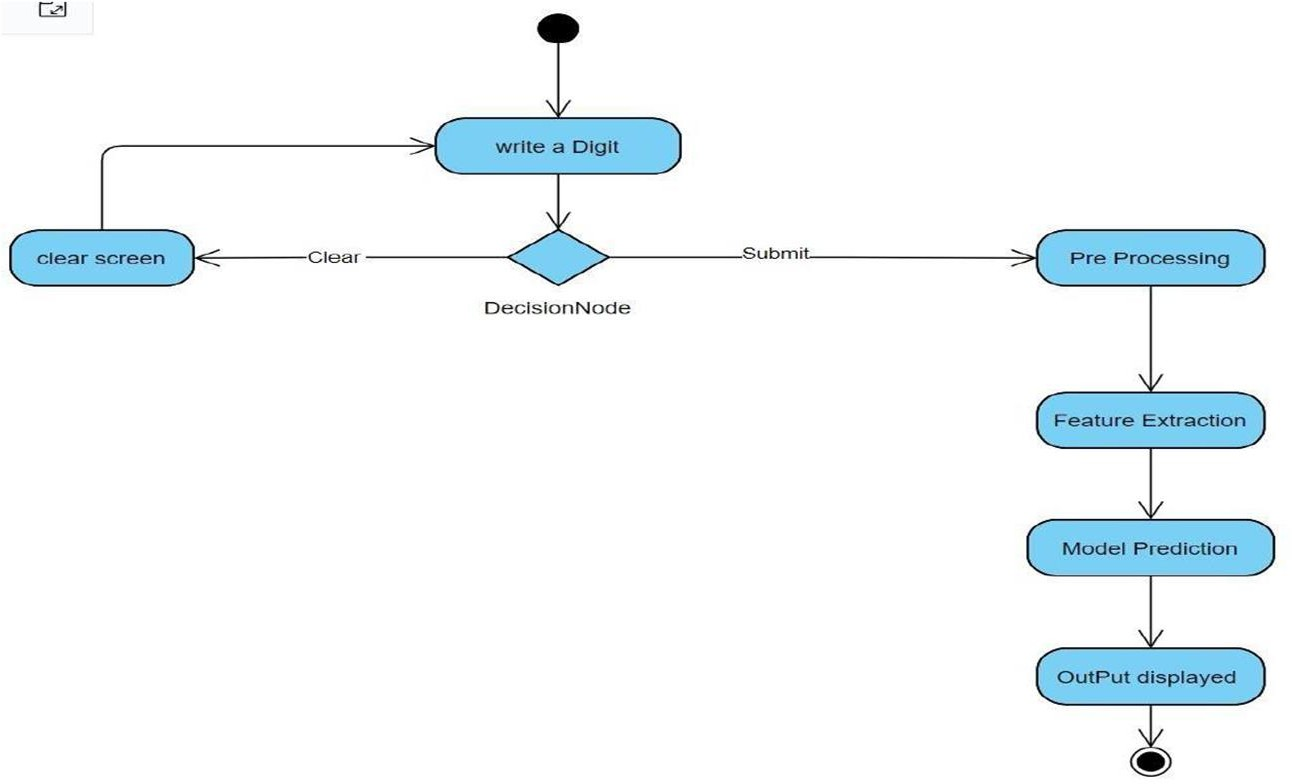 write a Digit
clear screen
Clear
Submit
Pre Processing
DecisionNode
Feature Extraction
Model Prediction
OutPut displayed